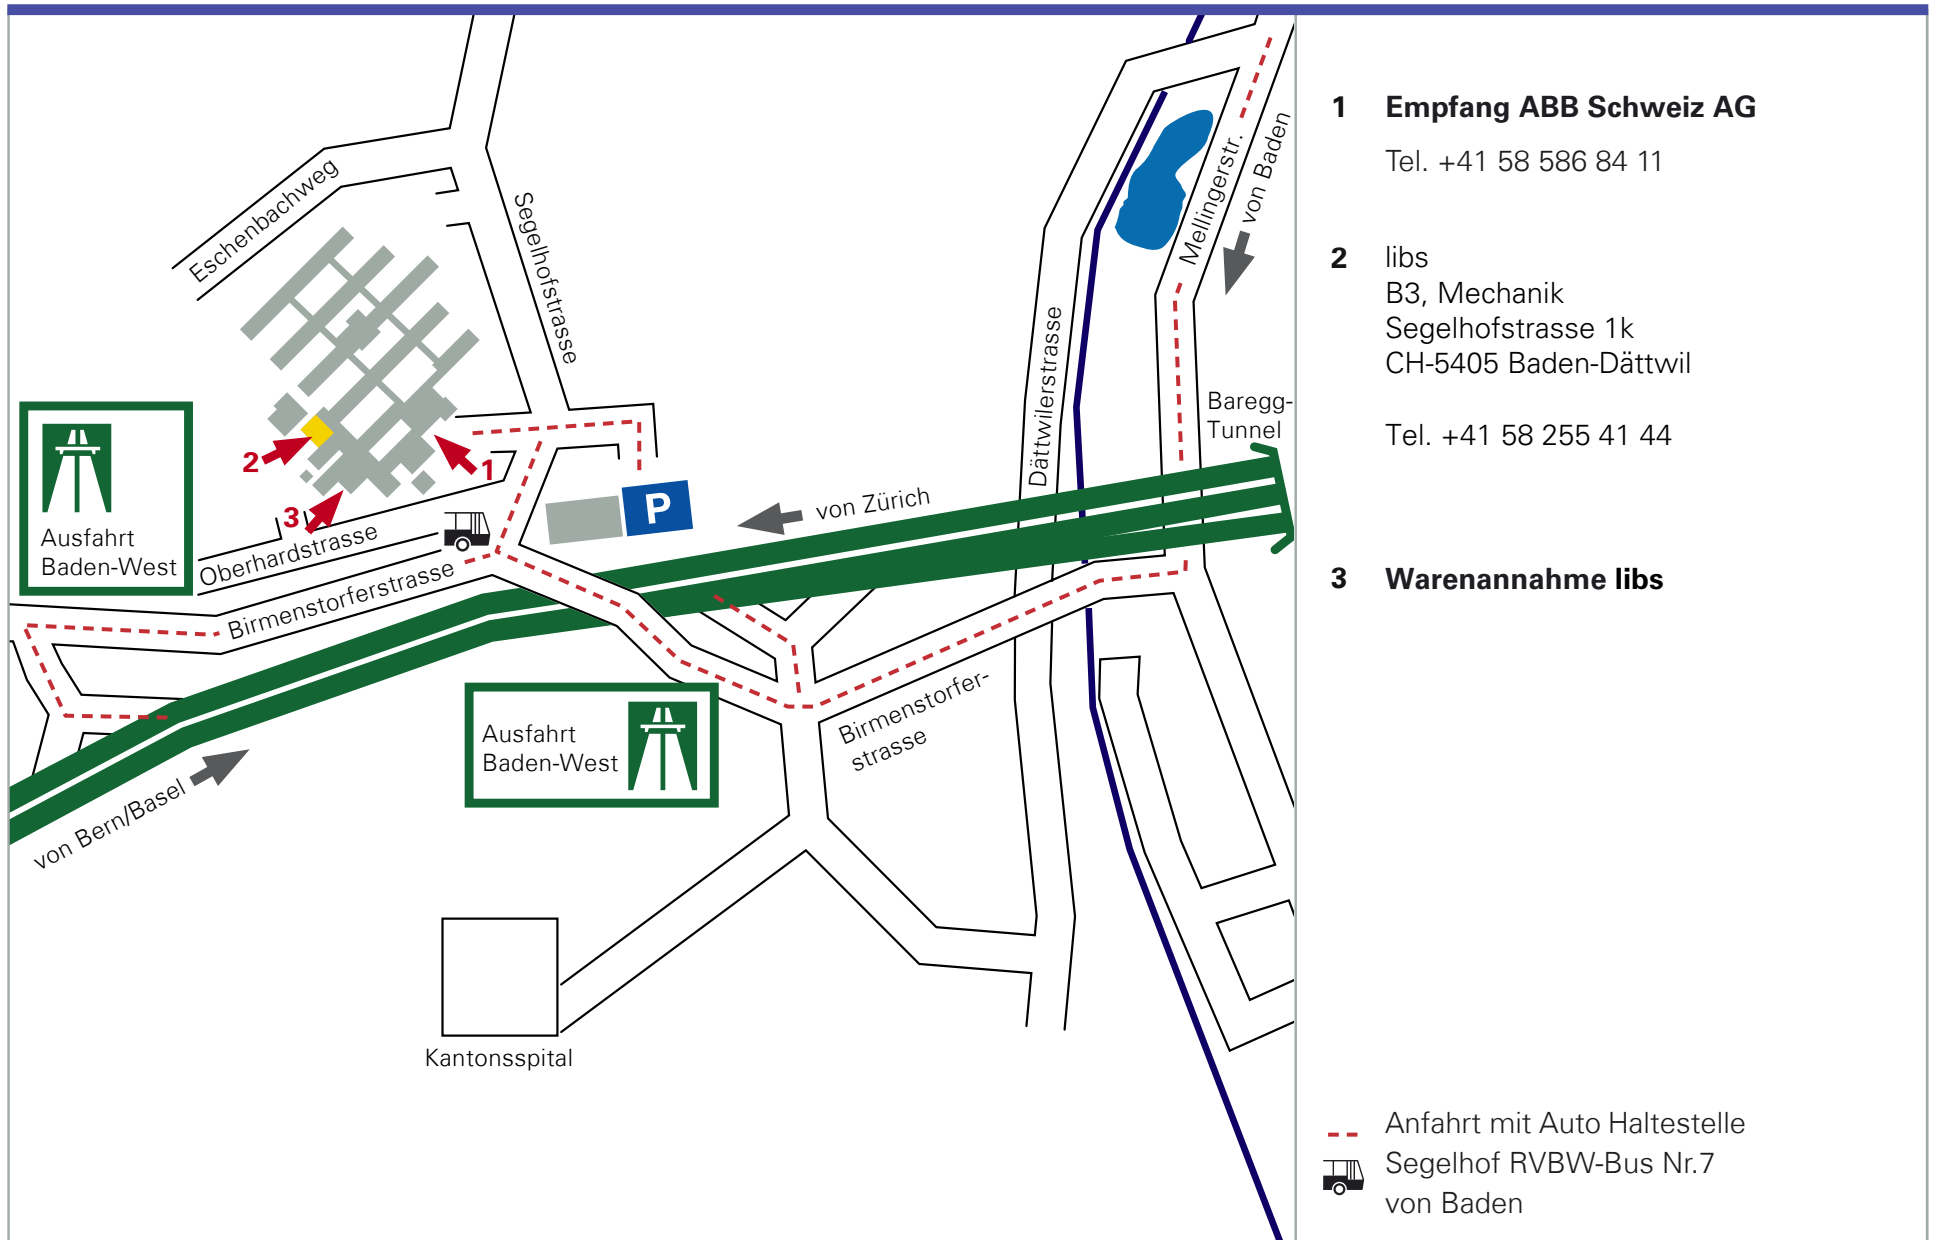 Eschenbachweg
Segelhofstrasse
Mellingerstr.
von Baden
Dättwilerstrasse
Baregg-
Tunnel
Ausfahrt
Baden-West
2
1
3
P
von Zürich
Oberhardstrasse
Birmenstorferstrasse
Ausfahrt
Baden-West
Birmenstorfer-
strasse
von Bern/Basel
Kantonsspital
1 Empfang ABB Schweiz AG
Tel. +41 58 586 84 11
2 libs
B3, Mechanik
Segelhofstrasse 1k
CH-5405 Baden-Dättwil
Tel. +41 58 255 41 44
3 Warenannahme libs
Anfahrt mit Auto Haltestelle
Segelhof RVBW-Bus Nr.7
von Baden